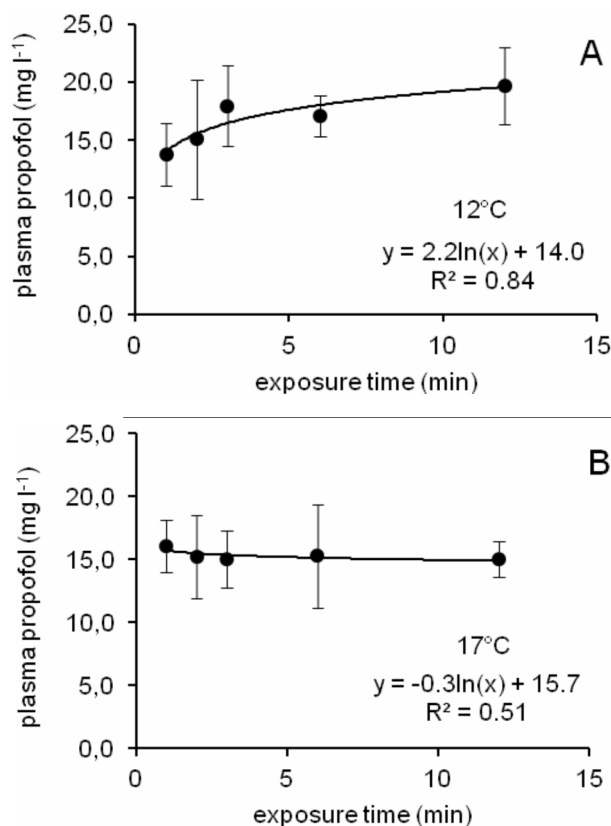 A
25,0
20,0
15,0
10,0
5,0
0,0
plasma propofol (mg l⁻¹)
12°C
y = 2.2ln(x) + 14.0
R² = 0.84
0 5 10 15
exposure time (min)
B
25,0
20,0
15,0
10,0
5,0
0,0
plasma propofol (mg l⁻¹)
17°C
y = -0.3ln(x) + 15.7
R² = 0.51
0 5 10 15
exposure time (min)